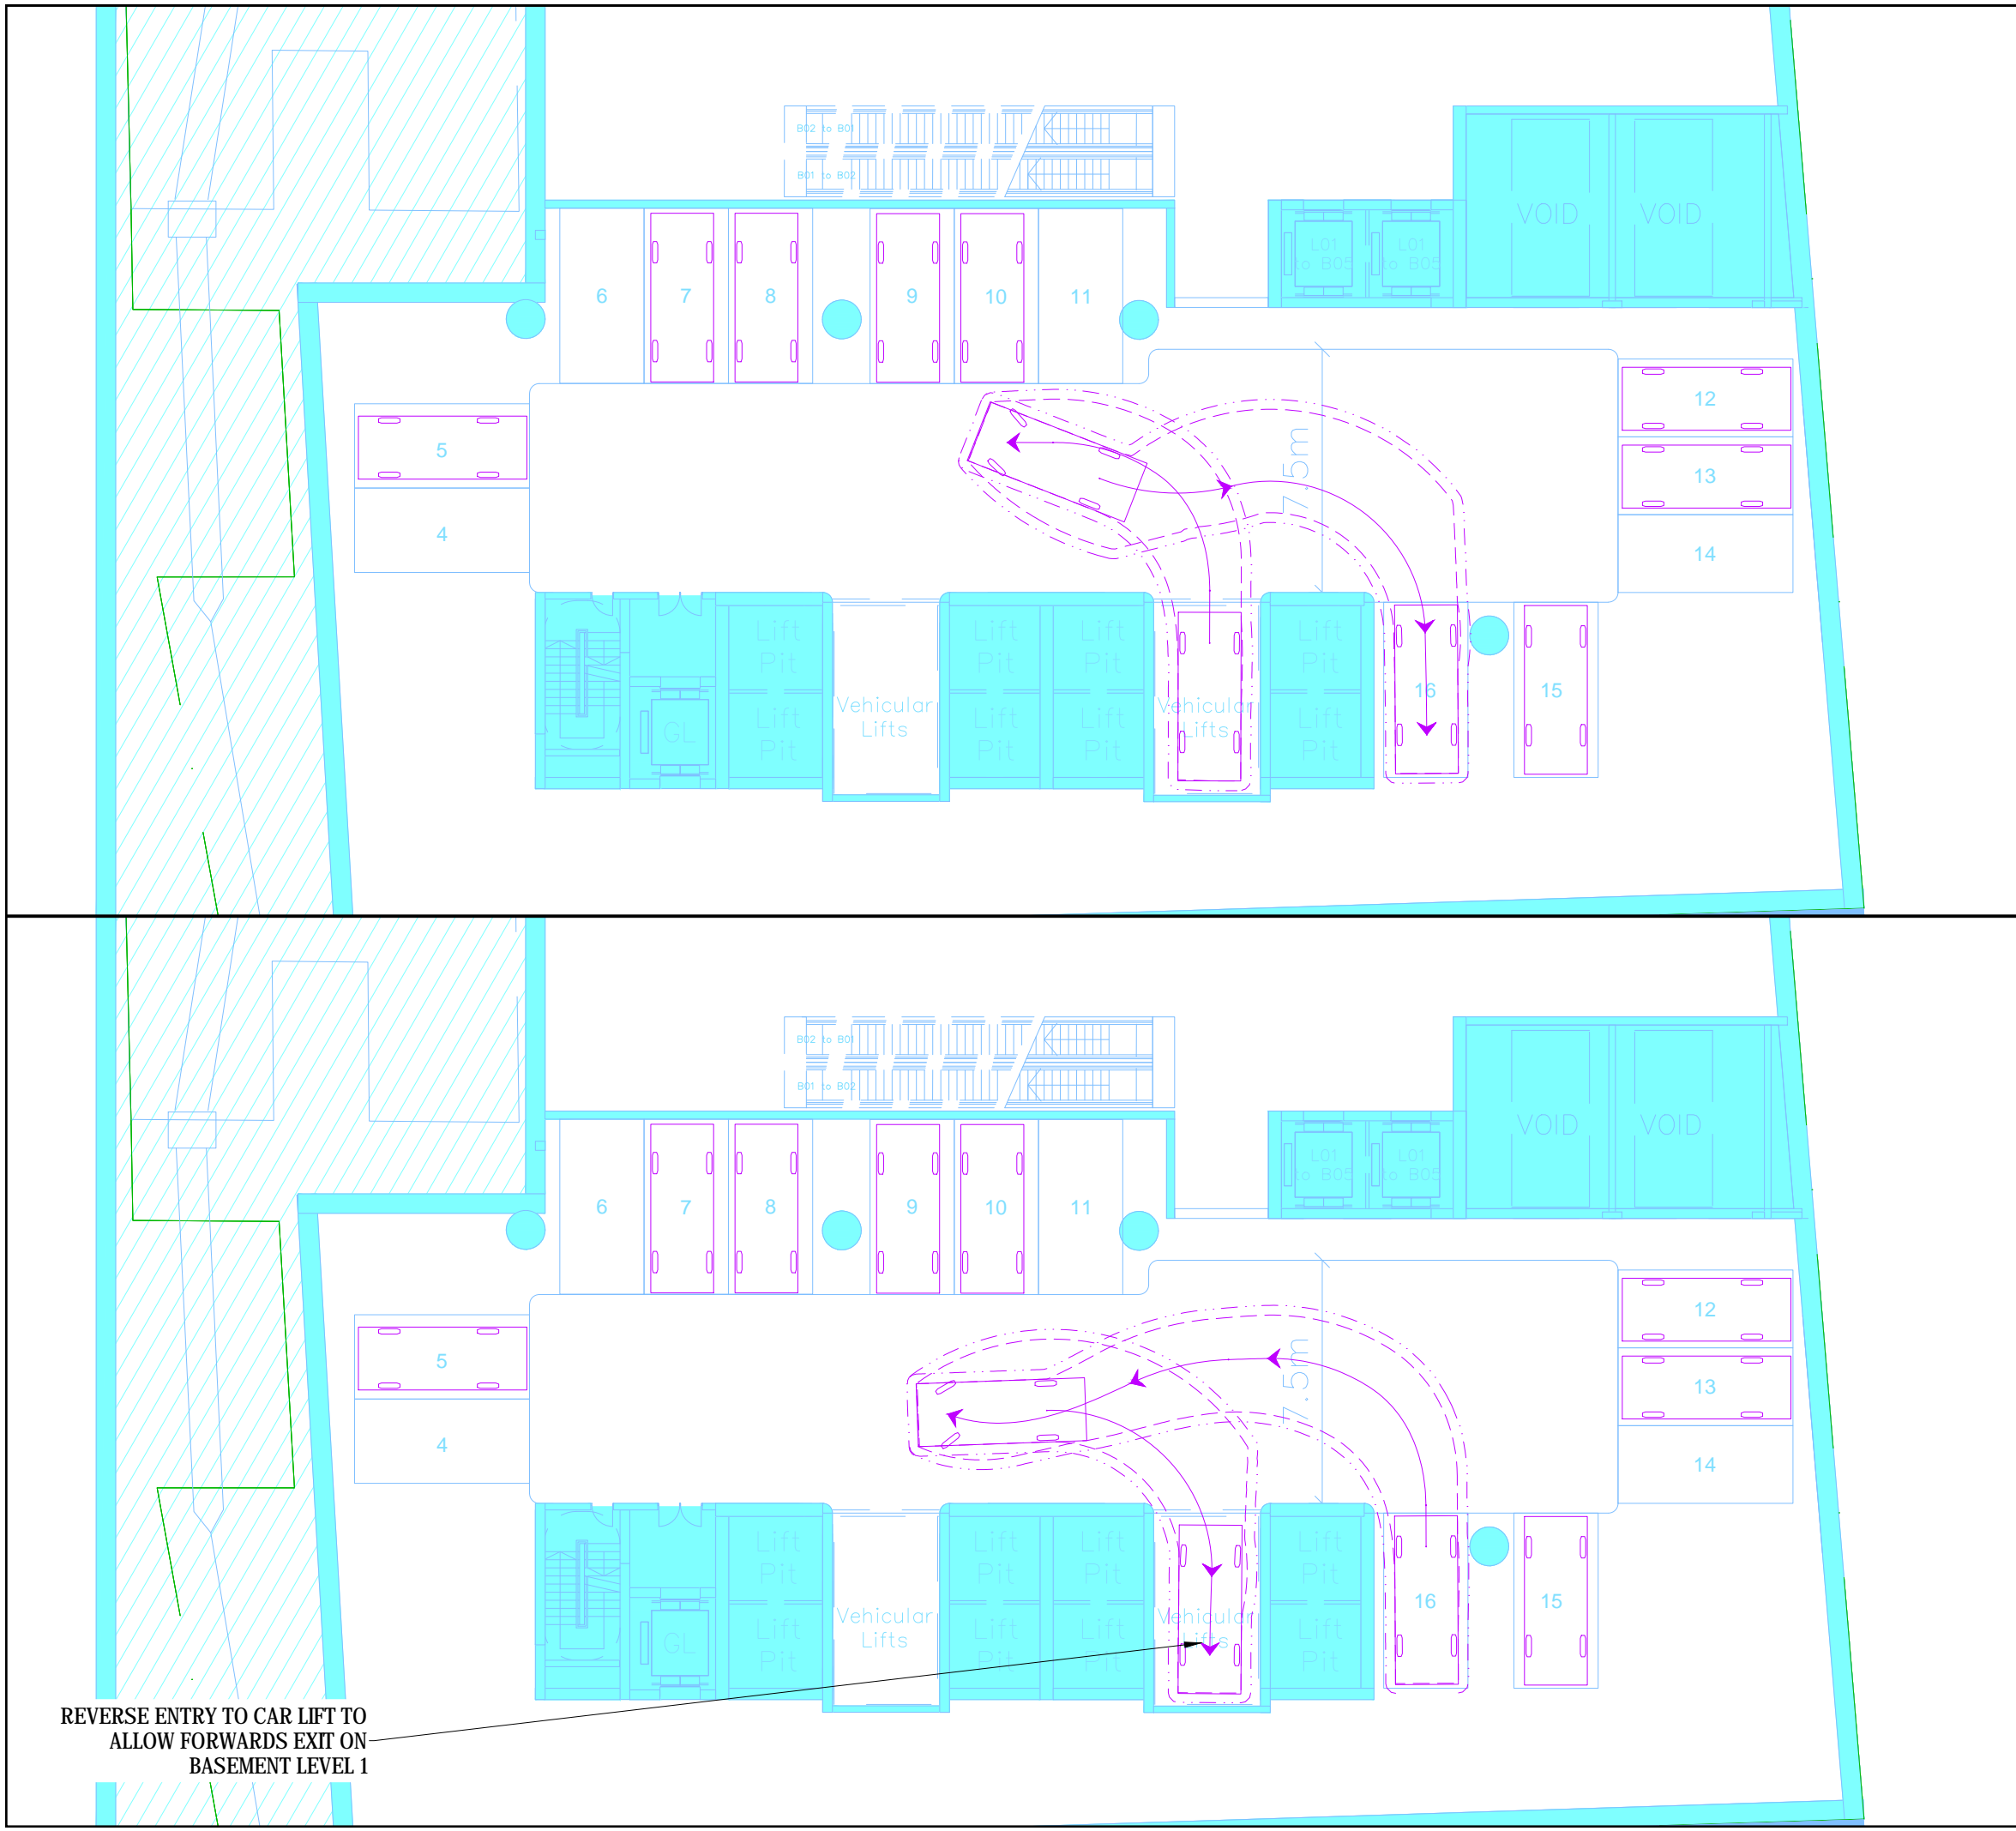 B02 to B01
B01 to B02
VOID VOID
L01 L01
to B05 to B05
6 7 8 9 10 11
12
5
7.5m
13
4
14
Lift Lift Lift Lift
Pit Pit Pit Pit
16 15
Vehicular Vehicular
Lifts Lifts
GL
Lift Lift Lift Lift
Pit Pit Pit Pit
B02 to B01
B01 to B02
VOID VOID
L01 L01
to B05 to B05
6 7 8 9 10 11
12
5
7.5m
13
4
14
Lift Lift Lift Lift
Pit Pit Pit Pit
16 15
Vehicular Vehicular
Lifts Lifts
GL
Lift Lift Lift Lift
Pit Pit Pit Pit
REVERSE ENTRY TO CAR LIFT TO
ALLOW FORWARDS EXIT ON
BASEMENT LEVEL 1